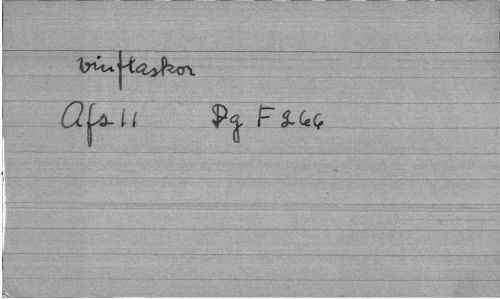 vinflaskor
Afs 11 Dg F 266